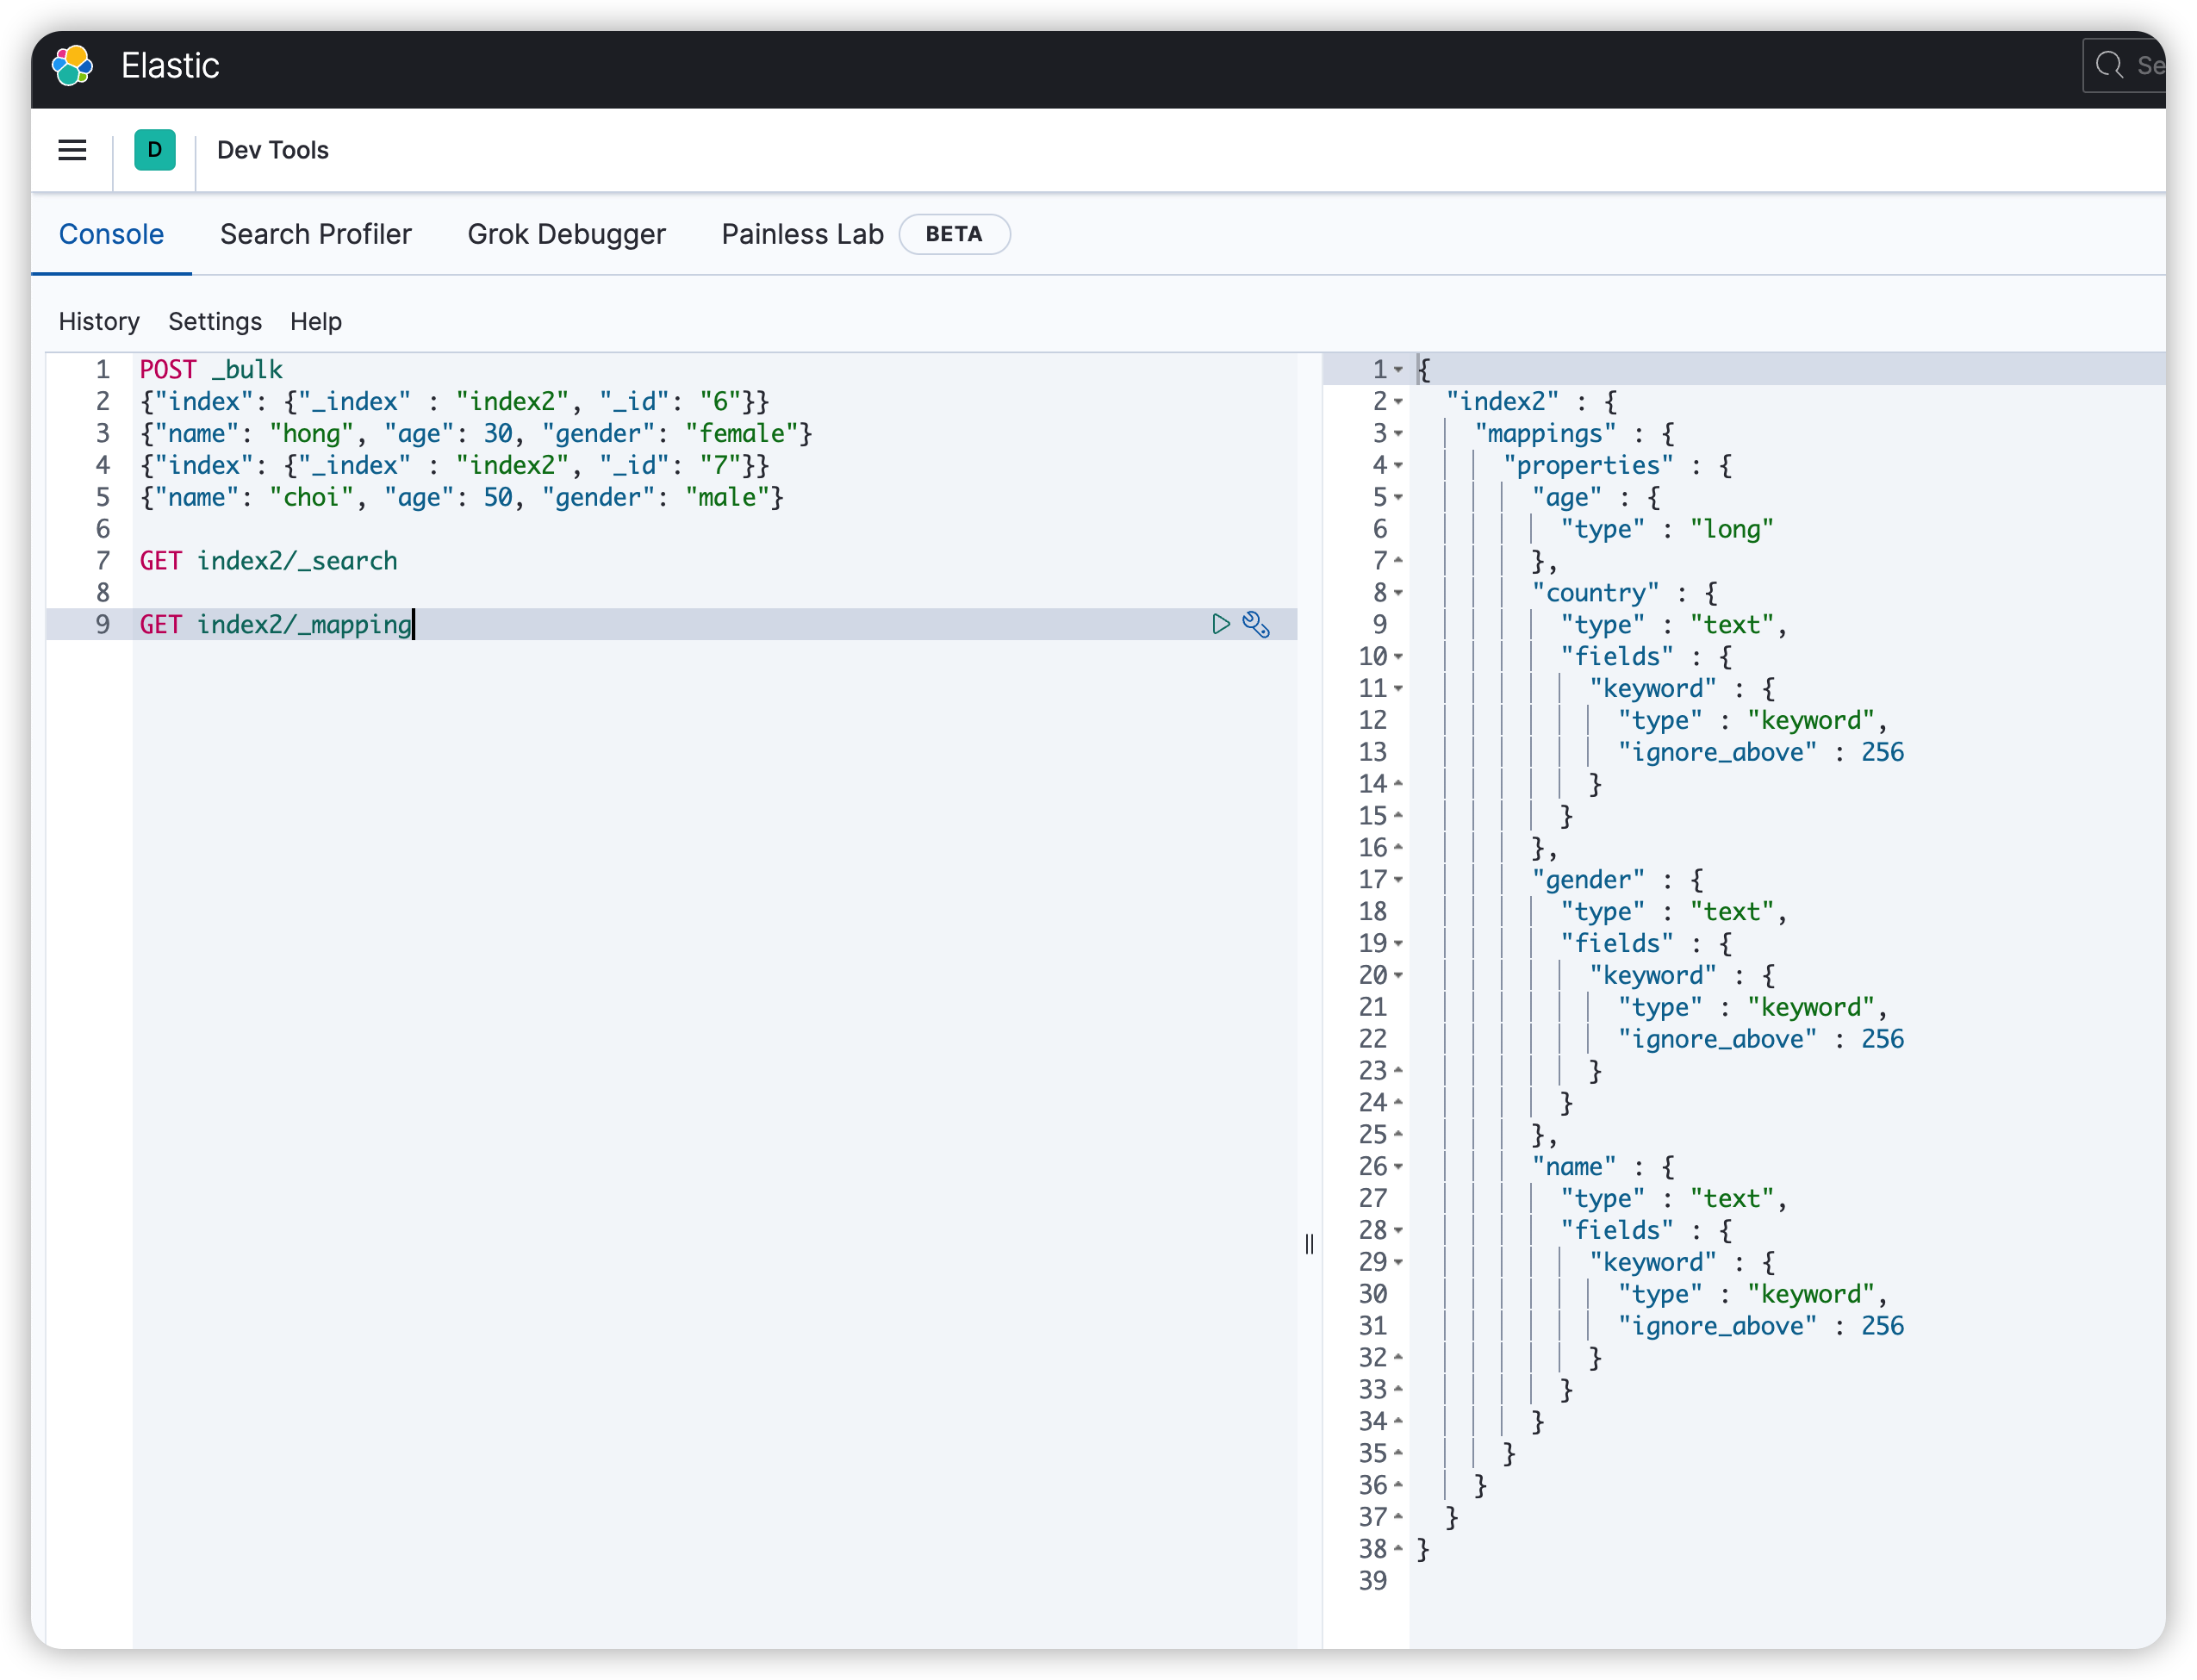 Elastic
Se
D
Dev Tools
Console Search Profiler Grok Debugger Painless Lab BETA
History Settings Help
1 POST _bulk
2 {"index": {"_index" : "index2", "_id": "6"}}
3 {"name": "hong", "age": 30, "gender": "female"}
4 {"index": {"_index" : "index2", "_id": "7"}}
5 {"name": "choi", "age": 50, "gender": "male"}
6
7 GET index2/_search
8
9 GET index2/_mapping
1 {
2 "index2" : {
3 "mappings" : {
4 "properties" : {
5 "age" : {
6 "type" : "long"
7 },
8 "country" : {
9 "type" : "text",
10 "fields" : {
11 "keyword" : {
12 "type" : "keyword",
13 "ignore_above" : 256
14 }
15 }
16 },
17 "gender" : {
18 "type" : "text",
19 "fields" : {
20 "keyword" : {
21 "type" : "keyword",
22 "ignore_above" : 256
23 }
24 }
25 },
26 "name" : {
27 "type" : "text",
28 "fields" : {
29 "keyword" : {
30 "type" : "keyword",
31 "ignore_above" : 256
32 }
33 }
34 }
35 }
36 }
37 }
38 }
39